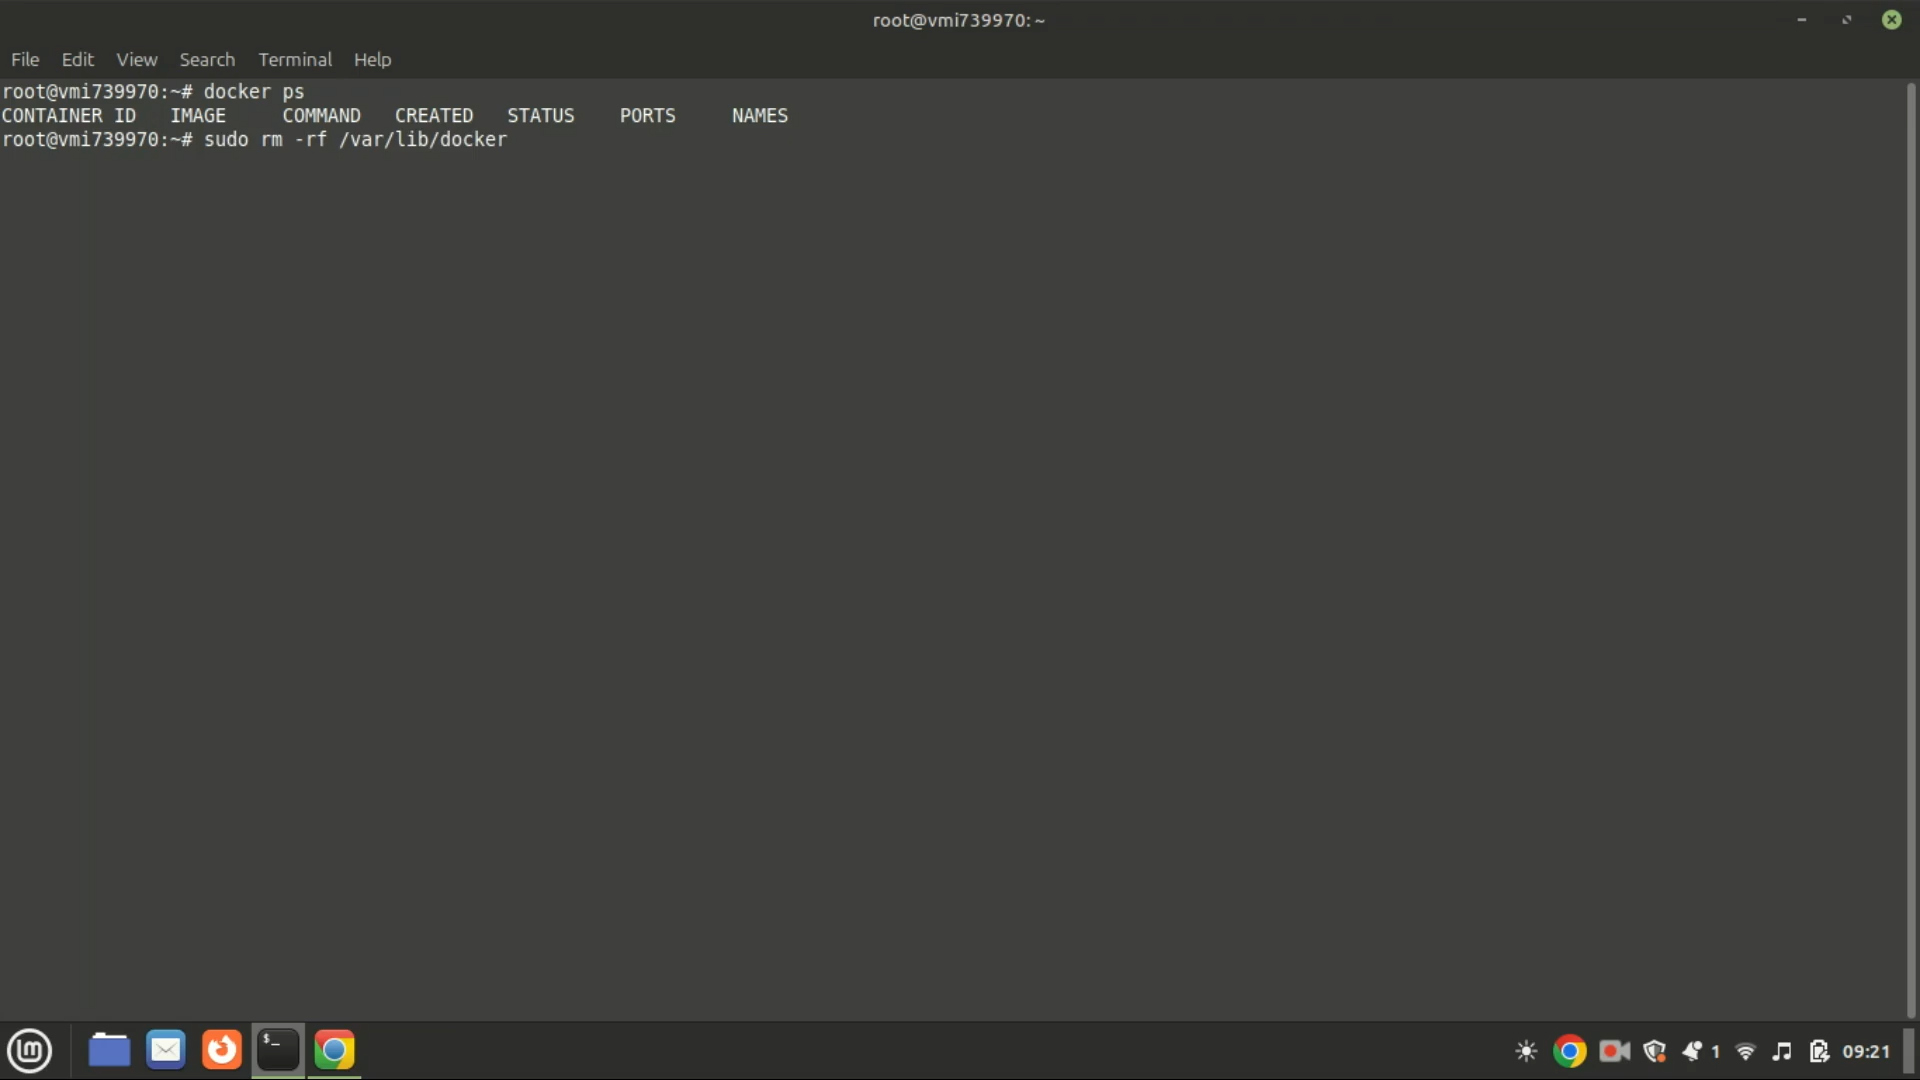 root@vmi739970:~
File Edit View Search Terminal Help
root@vmi739970:~# docker ps
CONTAINER ID   IMAGE     COMMAND   CREATED   STATUS    PORTS     NAMES
root@vmi739970:~# sudo rm -rf /var/lib/docker
$_
1 09:21